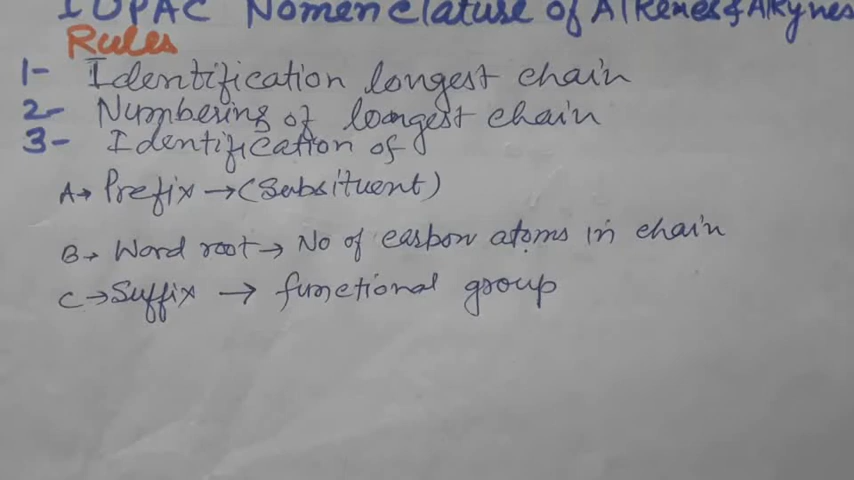 IUPAC Nomenclature of Alkenes & Alkynes
Rules
1- Identification longest chain
2- Numbering of longest chain
3- Identification of
A→ Prefix → (Subsituent)
B→ Word root → No of carbon atoms in chain
C→ Suffix → functional group